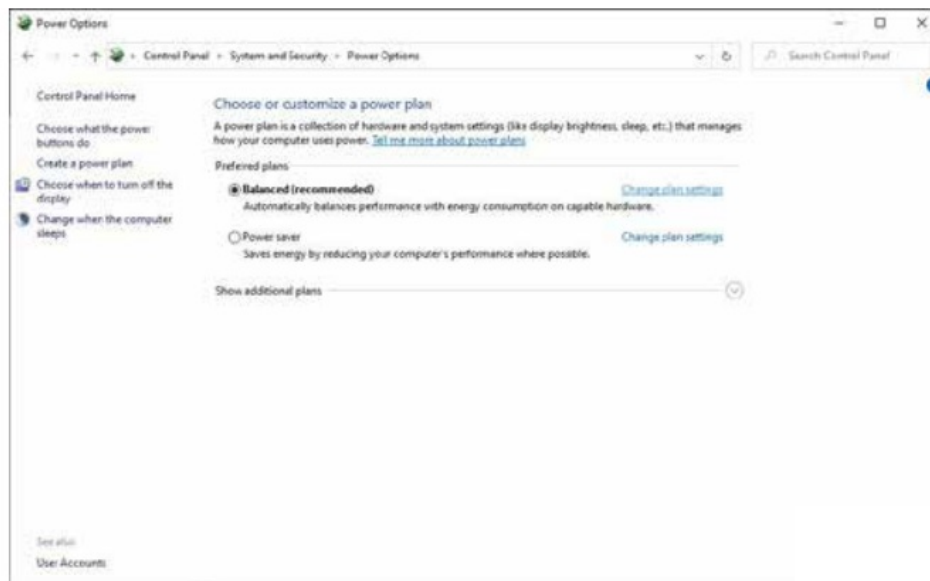 Power Options
Control Panel › System and Security › Power Options
Search Control Panel
Control Panel Home
Choose what the power
buttons do
Create a power plan
Choose when to turn off the
display
Change when the computer
sleeps
Choose or customize a power plan
A power plan is a collection of hardware and system settings (like display brightness, sleep, etc.) that manages
how your computer uses power. Tell me more about power plans
Preferred plans
Balanced (recommended) Change plan settings
Automatically balances performance with energy consumption on capable hardware.
Power saver Change plan settings
Saves energy by reducing your computer's performance where possible.
Show additional plans
See also
User Accounts